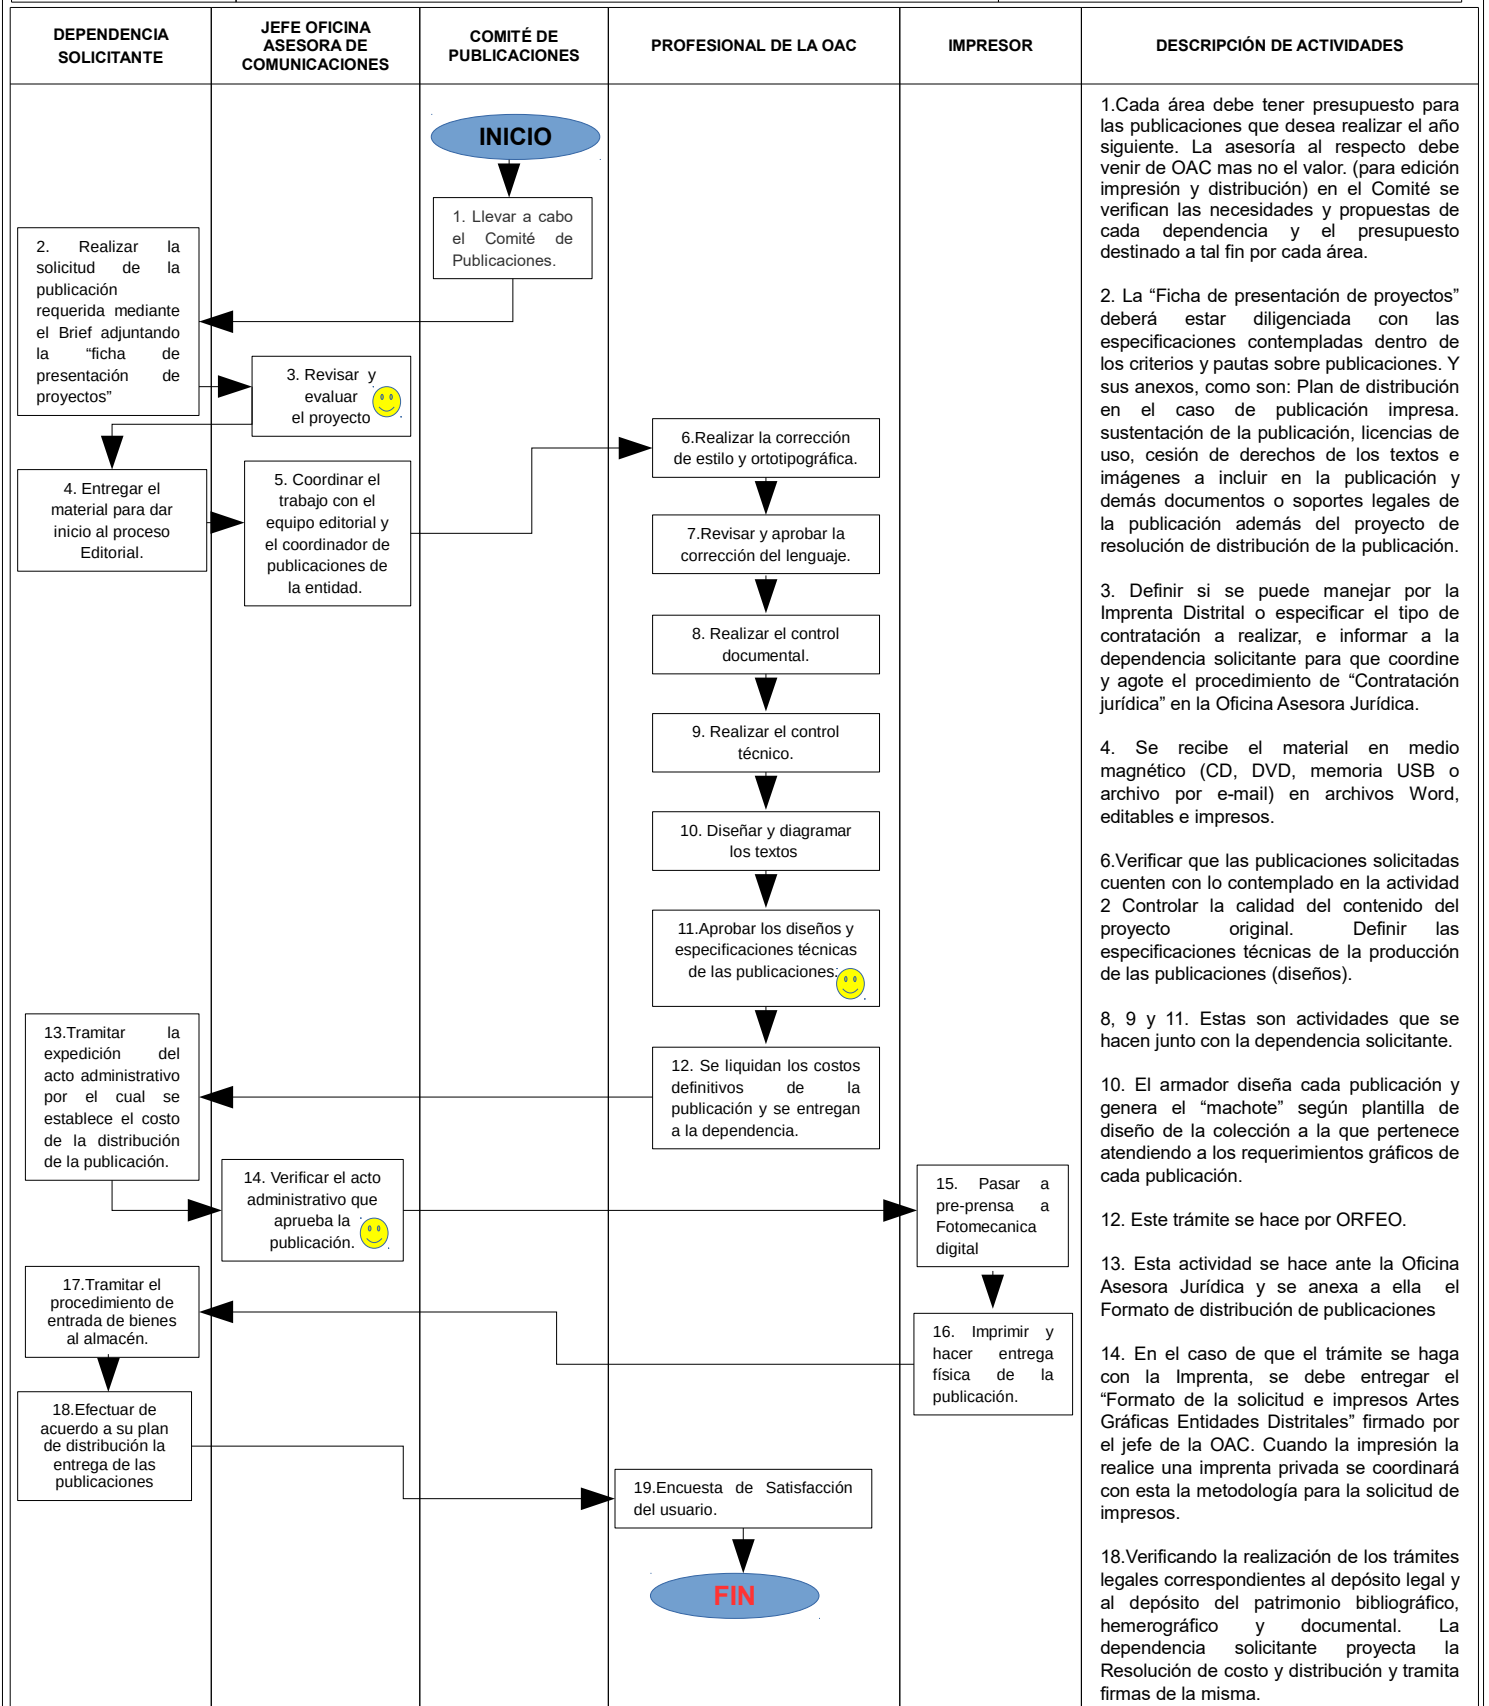 DEPENDENCIA
SOLICITANTE
JEFE OFICINA
ASESORA DE
COMUNICACIONES
COMITÉ DE
PUBLICACIONES
PROFESIONAL DE LA OAC
IMPRESOR
DESCRIPCIÓN DE ACTIVIDADES
INICIO
1. Llevar a cabo
el Comité de
Publicaciones.
2. Realizar la
solicitud de la
publicación
requerida mediante
el Brief adjuntando
la “ficha de
presentación de
proyectos”
3. Revisar y
evaluar
el proyecto
4. Entregar el
material para dar
inicio al proceso
Editorial.
5. Coordinar el
trabajo con el
equipo editorial y
el coordinador de
publicaciones de
la entidad.
6.Realizar la corrección
de estilo y ortotipográfica.
7.Revisar y aprobar la
corrección del lenguaje.
8. Realizar el control
documental.
9. Realizar el control
técnico.
10. Diseñar y diagramar
los textos
11.Aprobar los diseños y
especificaciones técnicas
de las publicaciones.
12. Se liquidan los costos
definitivos de la
publicación y se entregan
a la dependencia.
13.Tramitar la
expedición del
acto administrativo
por el cual se
establece el costo
de la distribución
de la publicación.
14. Verificar el acto
administrativo que
aprueba la
publicación.
15. Pasar a
pre-prensa a
Fotomecanica
digital
16. Imprimir y
hacer entrega
física de la
publicación.
17.Tramitar el
procedimiento de
entrada de bienes
al almacén.
18.Efectuar de
acuerdo a su plan
de distribución la
entrega de las
publicaciones
19.Encuesta de Satisfacción
del usuario.
FIN
1.Cada área debe tener presupuesto para
las publicaciones que desea realizar el año
siguiente. La asesoría al respecto debe
venir de OAC mas no el valor. (para edición
impresión y distribución) en el Comité se
verifican las necesidades y propuestas de
cada dependencia y el presupuesto
destinado a tal fin por cada área.
2. La “Ficha de presentación de proyectos”
deberá estar diligenciada con las
especificaciones contempladas dentro de
los criterios y pautas sobre publicaciones. Y
sus anexos, como son: Plan de distribución
en el caso de publicación impresa.
sustentación de la publicación, licencias de
uso, cesión de derechos de los textos e
imágenes a incluir en la publicación y
demás documentos o soportes legales de
la publicación además del proyecto de
resolución de distribución de la publicación.
3. Definir si se puede manejar por la
Imprenta Distrital o especificar el tipo de
contratación a realizar, e informar a la
dependencia solicitante para que coordine
y agote el procedimiento de “Contratación
jurídica” en la Oficina Asesora Jurídica.
4. Se recibe el material en medio
magnético (CD, DVD, memoria USB o
archivo por e-mail) en archivos Word,
editables e impresos.
6.Verificar que las publicaciones solicitadas
cuenten con lo contemplado en la actividad
2 Controlar la calidad del contenido del
proyecto original. Definir las
especificaciones técnicas de la producción
de las publicaciones (diseños).
8, 9 y 11. Estas son actividades que se
hacen junto con la dependencia solicitante.
10. El armador diseña cada publicación y
genera el “machote” según plantilla de
diseño de la colección a la que pertenece
atendiendo a los requerimientos gráficos de
cada publicación.
12. Este trámite se hace por ORFEO.
13. Esta actividad se hace ante la Oficina
Asesora Jurídica y se anexa a ella el
Formato de distribución de publicaciones
14. En el caso de que el trámite se haga
con la Imprenta, se debe entregar el
“Formato de la solicitud e impresos Artes
Gráficas Entidades Distritales” firmado por
el jefe de la OAC. Cuando la impresión la
realice una imprenta privada se coordinará
con esta la metodología para la solicitud de
impresos.
18.Verificando la realización de los trámites
legales correspondientes al depósito legal y
al depósito del patrimonio bibliográfico,
hemerográfico y documental. La
dependencia solicitante proyecta la
Resolución de costo y distribución y tramita
firmas de la misma.